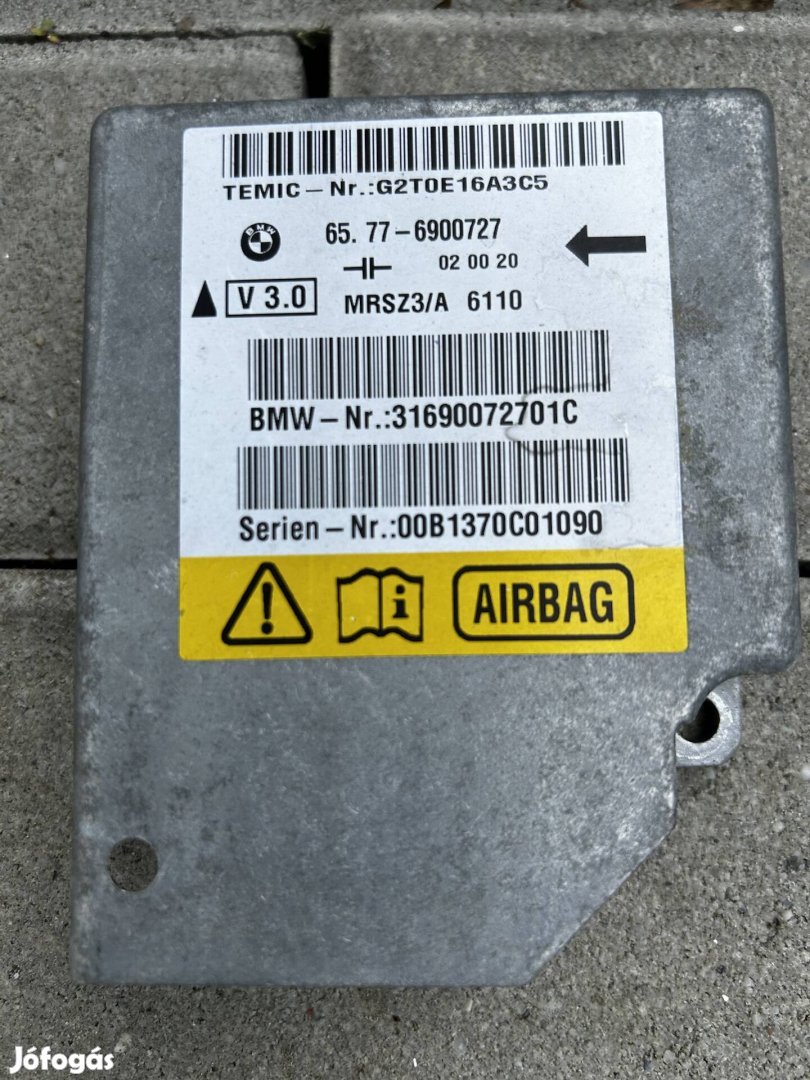 TEMIC – Nr.:G2T0E16A3C5
BMW
65. 77–6900727
02 00 20
V 3.0
MRSZ3/A 6110
BMW – Nr.:31690072701C
Serien – Nr.:00B1370C01090
i
AIRBAG
Jófogás